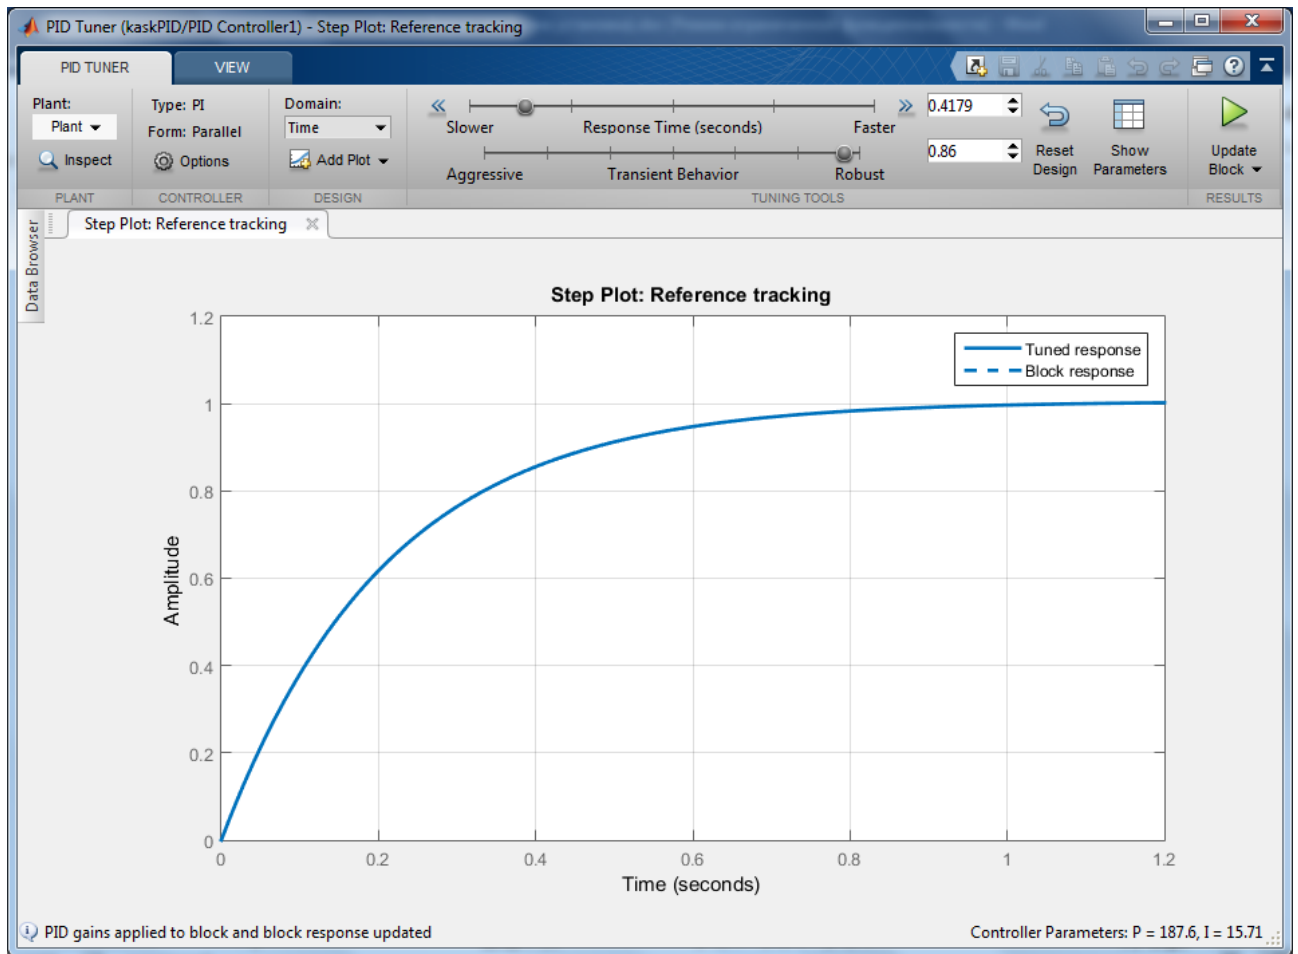 PID Tuner (kaskPID/PID Controller1) - Step Plot: Reference tracking
PID TUNER
VIEW
Plant:
Plant
Inspect
PLANT
Type: PI
Form: Parallel
Options
CONTROLLER
Domain:
Time
Add Plot
DESIGN
Slower
Response Time (seconds)
Faster
0.4179
Aggressive
Transient Behavior
Robust
0.86
Reset
Design
Show
Parameters
TUNING TOOLS
Update
Block
RESULTS
Data Browser
Step Plot: Reference tracking
Step Plot: Reference tracking
Tuned response
Block response
Amplitude
1.2
1
0.8
0.6
0.4
0.2
0
0 0.2 0.4 0.6 0.8 1 1.2
Time (seconds)
PID gains applied to block and block response updated
Controller Parameters: P = 187.6, I = 15.71